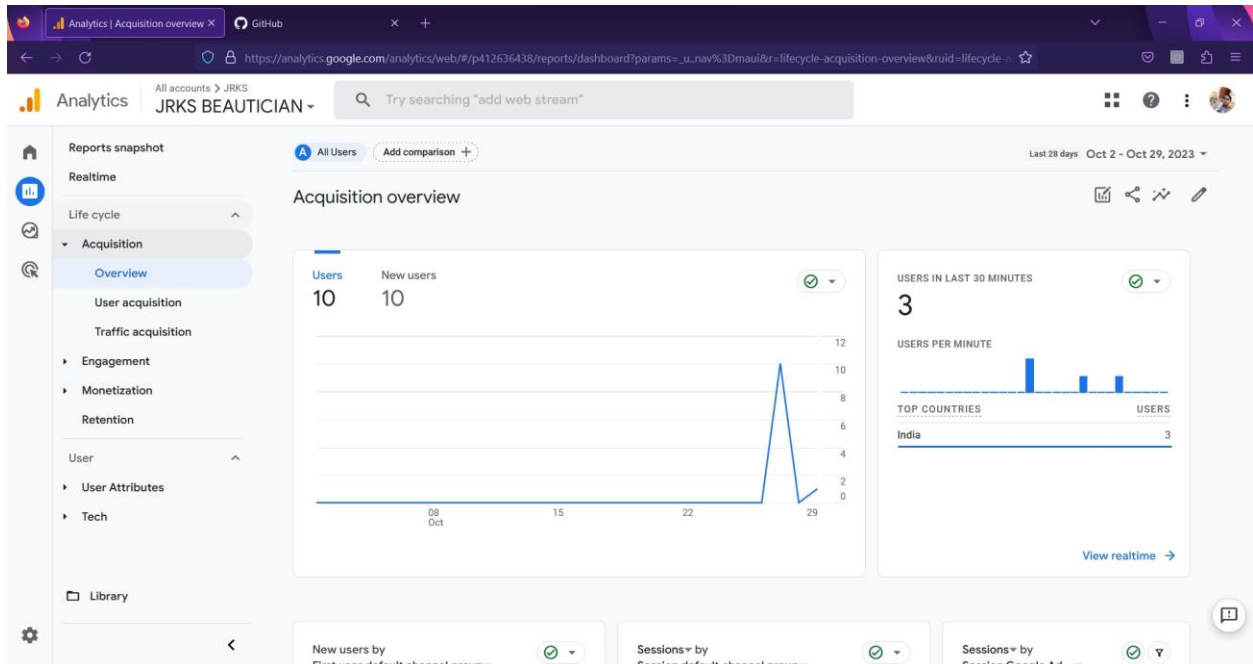 Analytics | Acquisition overview
GitHub
https://analytics.google.com/analytics/web/#/p412636438/reports/dashboard?params=_u..nav%3Dmaui&r=lifecycle-acquisition-overview&ruid=lifecycle-
Analytics
All accounts > JRKS
JRKS BEAUTICIAN
Try searching "add web stream"
Reports snapshot
Realtime
Life cycle
Acquisition
Overview
User acquisition
Traffic acquisition
Engagement
Monetization
Retention
User
User Attributes
Tech
Library
A All Users
Add comparison +
Last 28 days Oct 2 - Oct 29, 2023
Acquisition overview
Users
10
New users
10
12
10
8
6
4
2
0
08
Oct
15
22
29
USERS IN LAST 30 MINUTES
3
USERS PER MINUTE
TOP COUNTRIES USERS
India 3
View realtime
New users by
Sessions by
Sessions by